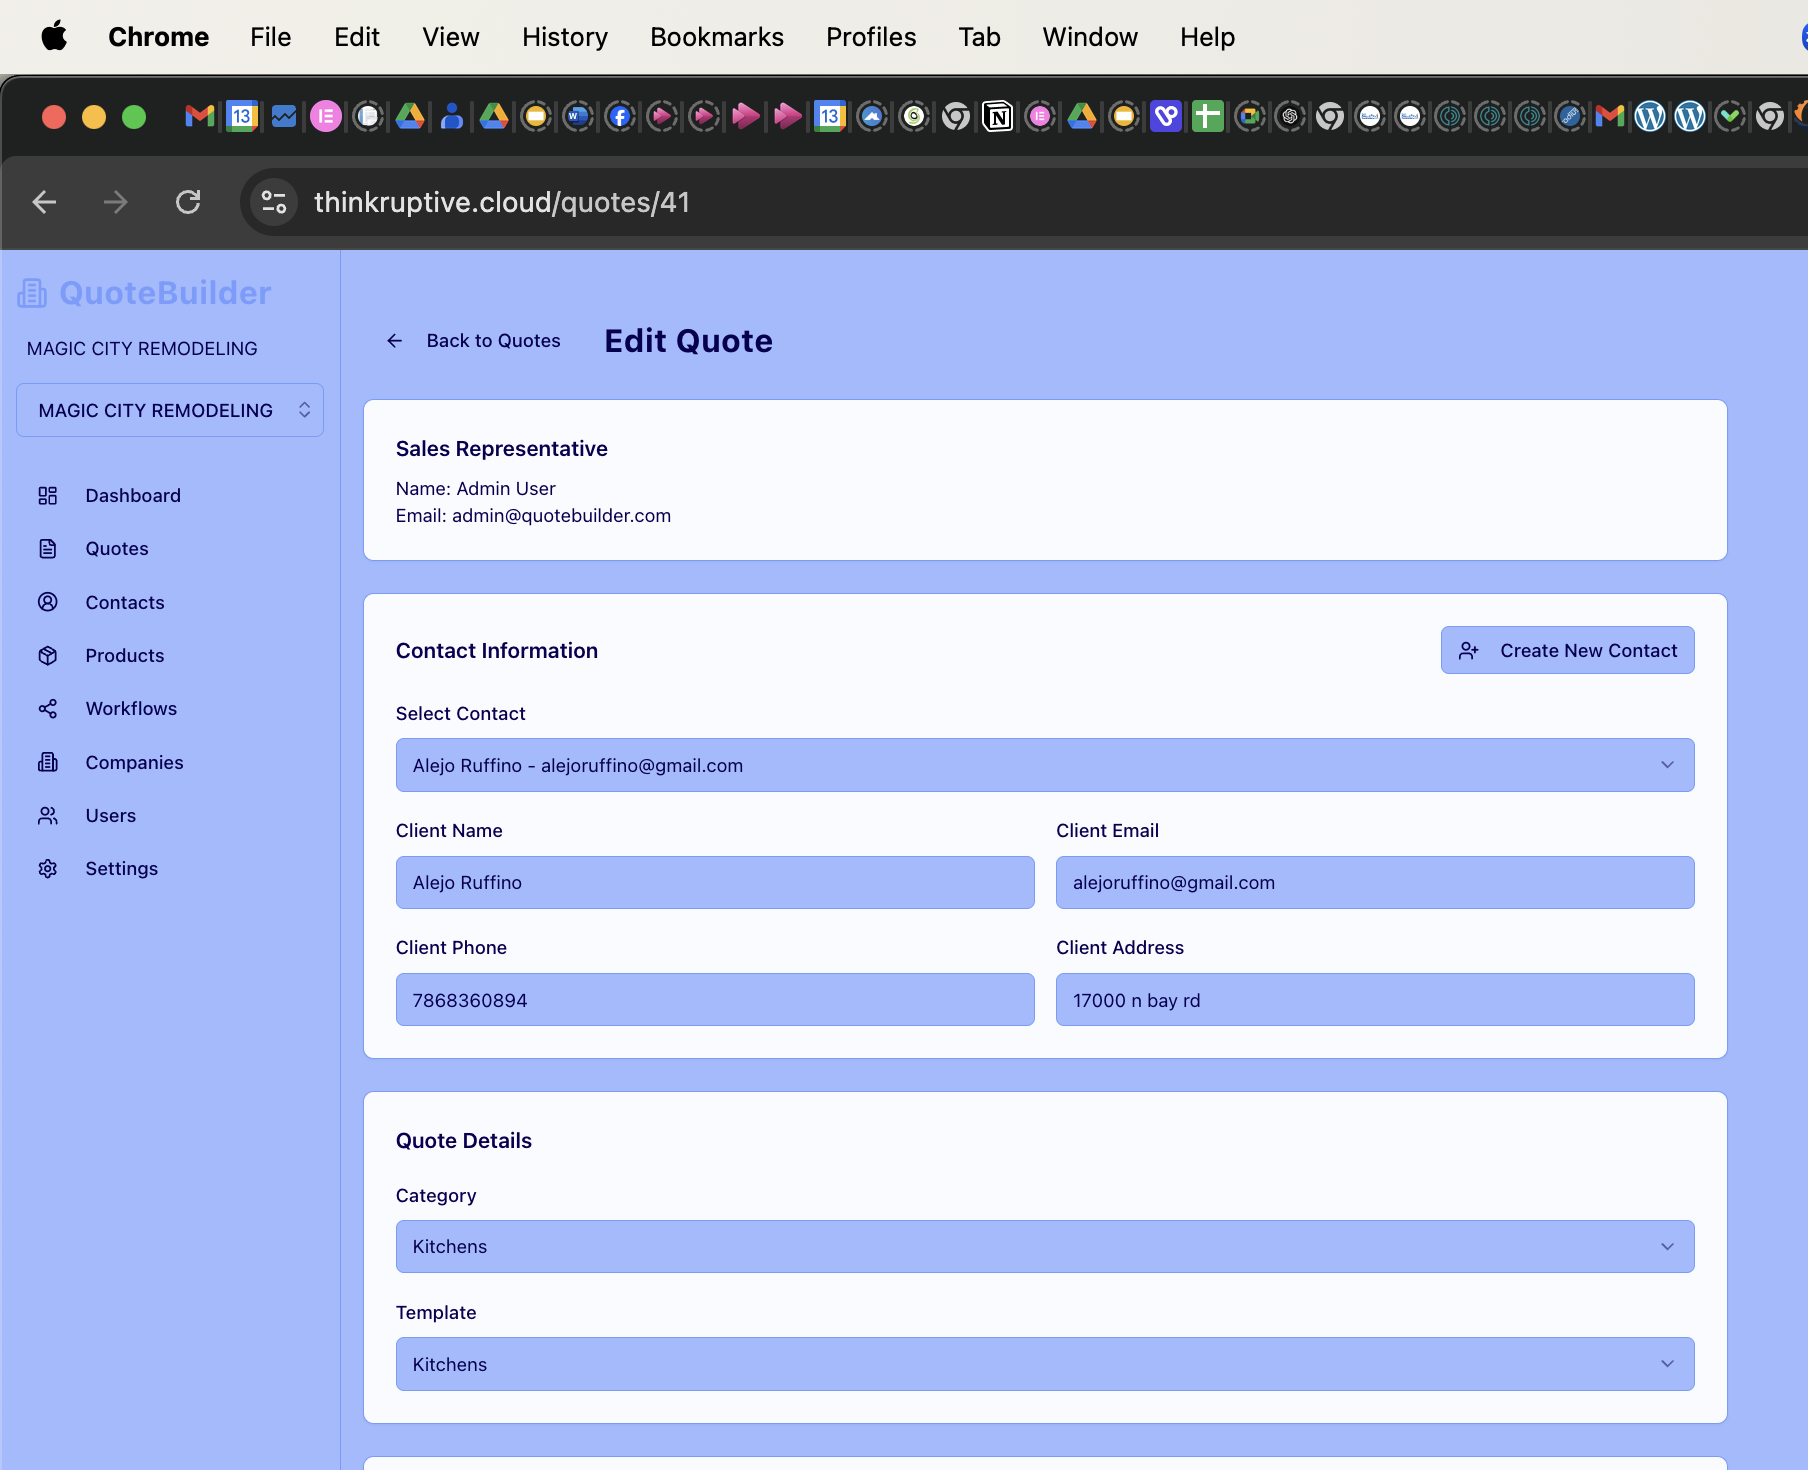 Chrome File Edit View History Bookmarks Profiles Tab Window Help
13 13
thinkruptive.cloud/quotes/41
QuoteBuilder
MAGIC CITY REMODELING
MAGIC CITY REMODELING
Dashboard
Quotes
Contacts
Products
Workflows
Companies
Users
Settings
Back to Quotes
Edit Quote
Sales Representative
Name: Admin User
Email: admin@quotebuilder.com
Contact Information
Create New Contact
Select Contact
Alejo Ruffino - alejoruffino@gmail.com
Client Name
Client Email
Alejo Ruffino
alejoruffino@gmail.com
Client Phone
Client Address
7868360894
17000 n bay rd
Quote Details
Category
Kitchens
Template
Kitchens